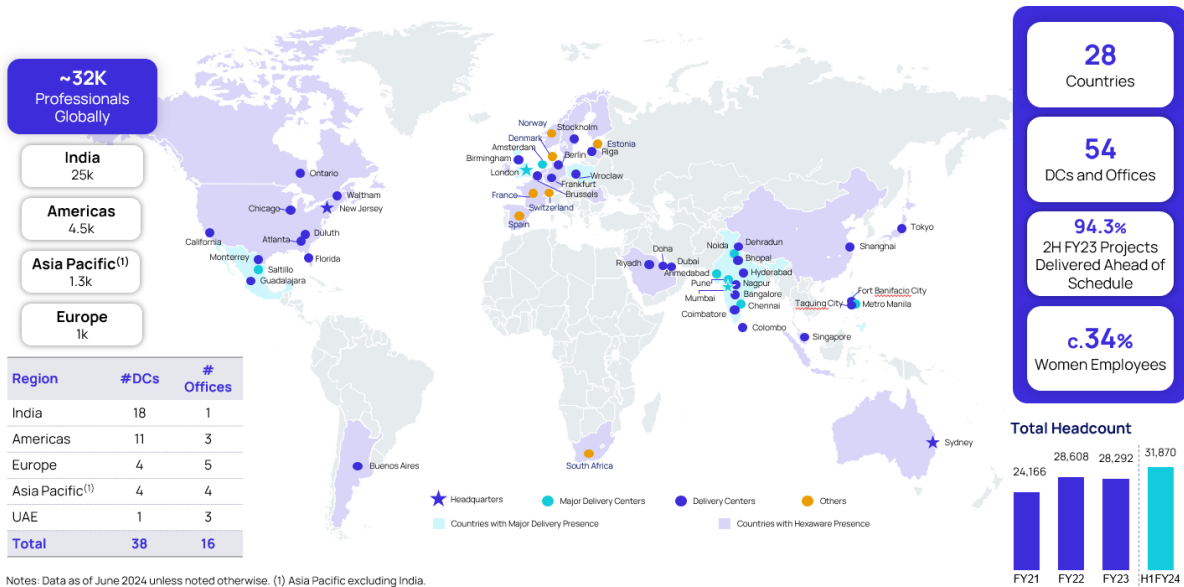 ~32K
Professionals
Globally
India
25k
Americas
4.5k
Asia Pacific(1)
1.3k
Europe
1k
Region #DCs # Offices
India 18 1
Americas 11 3
Europe 4 5
Asia Pacific(1) 4 4
UAE 1 3
Total 38 16
Ontario
Waltham
Chicago
New Jersey
Duluth
Atlanta
California
Florida
Monterrey
Saltillo
Guadalajara
Buenos Aires
Norway
Stockholm
Denmark
Estonia
Amsterdam
Berlin
Riga
Birmingham
London
Wroclaw
Frankfurt
Brussels
Franco
Switzerland
Spain
Doha
Riyadh
Dubai
Noida
Dehradun
Bhopal
Ahmedabad
Hyderabad
Pune
Nagpur
Mumbai
Bangalore
Chennai
Coimbatore
Colombo
Tokyo
Shanghai
Fort Banifacio City
Taguing City
Metro Manila
Singapore
Sydney
South Africa
Headquarters
Major Delivery Centers
Delivery Centers
Others
Countries with Major Delivery Presence
Countries with Hexaware Presence
28
Countries
54
DCs and Offices
94.3%
2H FY23 Projects
Delivered Ahead of
Schedule
c.34%
Women Employees
Total Headcount
24,166
28,608
28,292
31,870
FY21
FY22
FY23
H1FY24
Notes: Data as of June 2024 unless noted otherwise. (1) Asia Pacific excluding India.